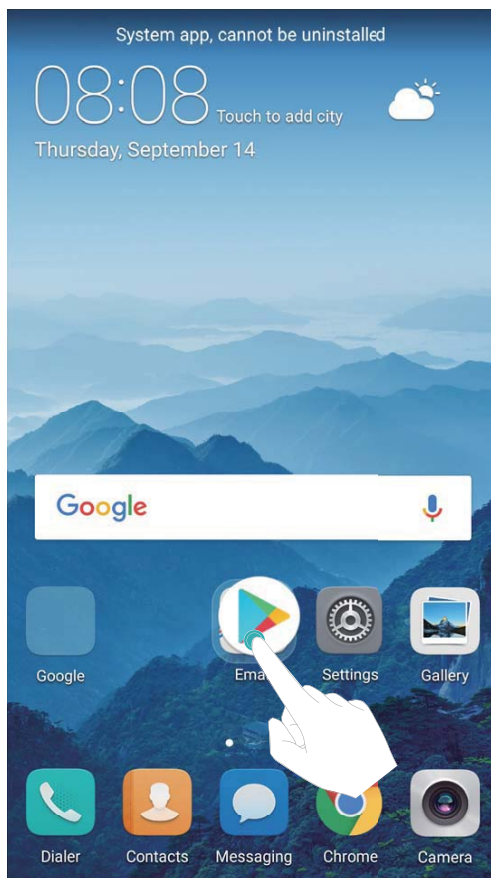 System app, cannot be uninstalled
08:08 Touch to add city
Thursday, September 14
Google
Google Ema Settings Gallery
Dialer Contacts Messaging Chrome Camera